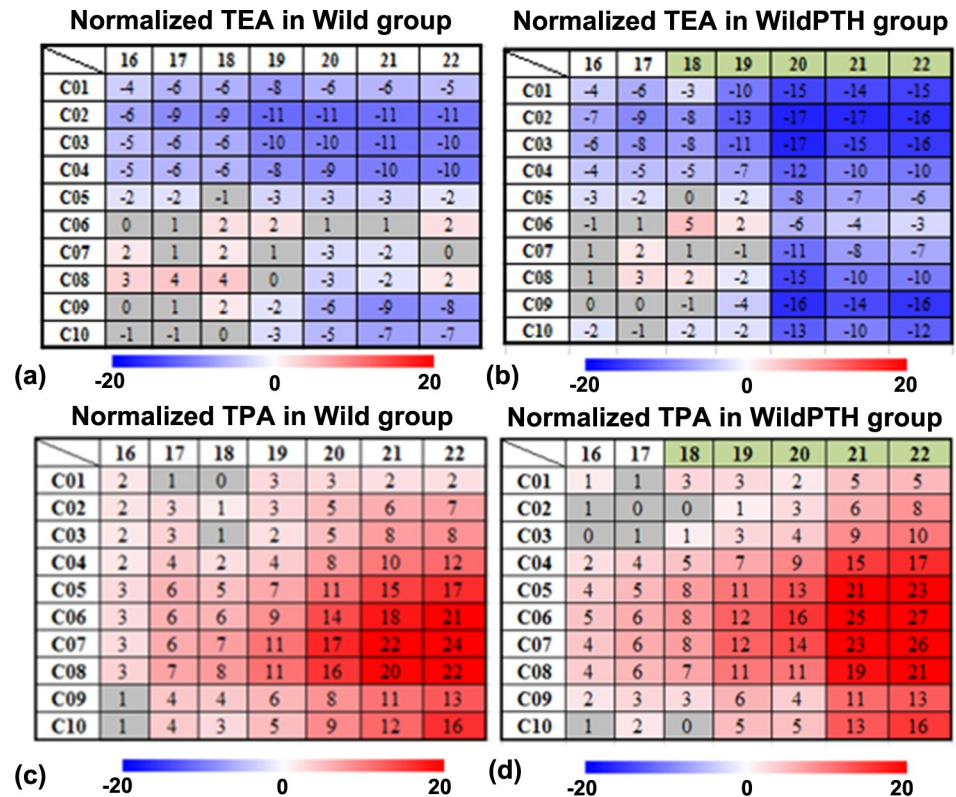 Normalized TEA in Wild group
16 17 18 19 20 21 22
C01 -4 -6 -6 -8 -6 -6 -5
C02 -6 -9 -9 -11 -11 -11 -11
C03 -5 -6 -6 -10 -10 -11 -10
C04 -5 -6 -6 -8 -9 -10 -10
C05 -2 -2 -1 -3 -3 -3 -2
C06 0 1 2 2 1 1 2
C07 2 1 2 1 -3 -2 0
C08 3 4 4 0 -3 -2 2
C09 0 1 2 -2 -6 -9 -8
C10 -1 -1 0 -3 -5 -7 -7
(a)
-20 0 20
Normalized TEA in WildPTH group
16 17 18 19 20 21 22
C01 -4 -6 -3 -10 -15 -14 -15
C02 -7 -9 -8 -13 -17 -17 -16
C03 -6 -8 -8 -11 -17 -15 -16
C04 -4 -5 -5 -7 -12 -10 -10
C05 -3 -2 0 -2 -8 -7 -6
C06 -1 1 5 2 -6 -4 -3
C07 1 2 1 -1 -11 -8 -7
C08 1 3 2 -2 -15 -10 -10
C09 0 0 -1 -4 -16 -14 -16
C10 -2 -1 -2 -2 -13 -10 -12
(b)
-20 0 20
Normalized TPA in Wild group
16 17 18 19 20 21 22
C01 2 1 0 3 3 2 2
C02 2 3 1 3 5 6 7
C03 2 3 1 2 5 8 8
C04 2 4 2 4 8 10 12
C05 3 6 5 7 11 15 17
C06 3 6 6 9 14 18 21
C07 3 6 7 11 17 22 24
C08 3 7 8 11 16 20 22
C09 1 4 4 6 8 11 13
C10 1 4 3 5 9 12 16
(c)
-20 0 20
Normalized TPA in WildPTH group
16 17 18 19 20 21 22
C01 1 1 3 3 2 5 5
C02 1 0 0 1 3 6 8
C03 0 1 1 3 4 9 10
C04 2 4 5 7 9 15 17
C05 4 5 8 11 13 21 23
C06 5 6 8 12 16 25 27
C07 4 6 8 12 14 23 26
C08 4 6 7 11 11 19 21
C09 2 3 3 6 4 11 13
C10 1 2 0 5 5 13 16
(d)
-20 0 20